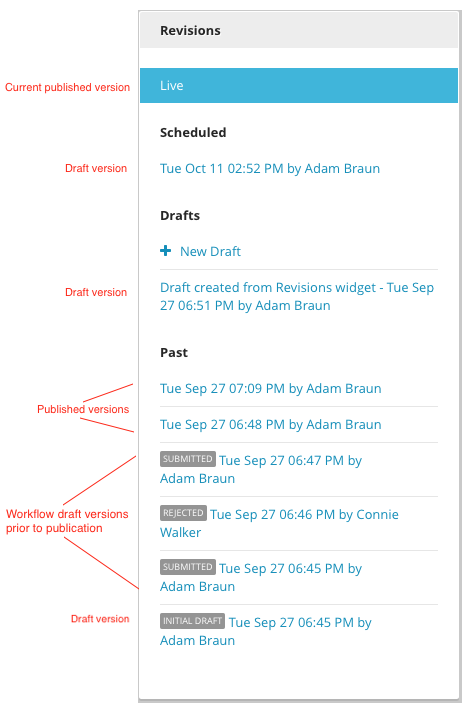 Revisions
Current published version
Live
Scheduled
Draft version
Tue Oct 11 02:52 PM by Adam Braun
Drafts
New Draft
Draft version
Draft created from Revisions widget - Tue Sep
27 06:51 PM by Adam Braun
Past
Tue Sep 27 07:09 PM by Adam Braun
Published versions
Tue Sep 27 06:48 PM by Adam Braun
SUBMITTED Tue Sep 27 06:47 PM by
Adam Braun
Workflow draft versions
prior to publication
REJECTED Tue Sep 27 06:46 PM by Connie
Walker
SUBMITTED Tue Sep 27 06:45 PM by
Adam Braun
Draft version
INITIAL DRAFT Tue Sep 27 06:45 PM by
Adam Braun